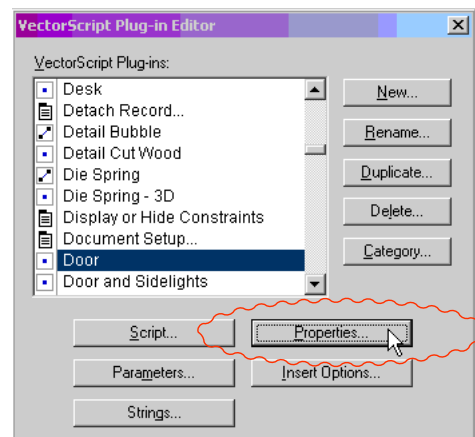 VectorScript Plug-in Editor
VectorScript Plug-ins:
Desk
Detach Record...
Detail Bubble
Detail Cut Wood
Die Spring
Die Spring - 3D
Display or Hide Constraints
Document Setup...
Door
Door and Sidelights
New...
Rename...
Duplicate...
Delete...
Category...
Script...
Properties...
Parameters...
Insert Options...
Strings...